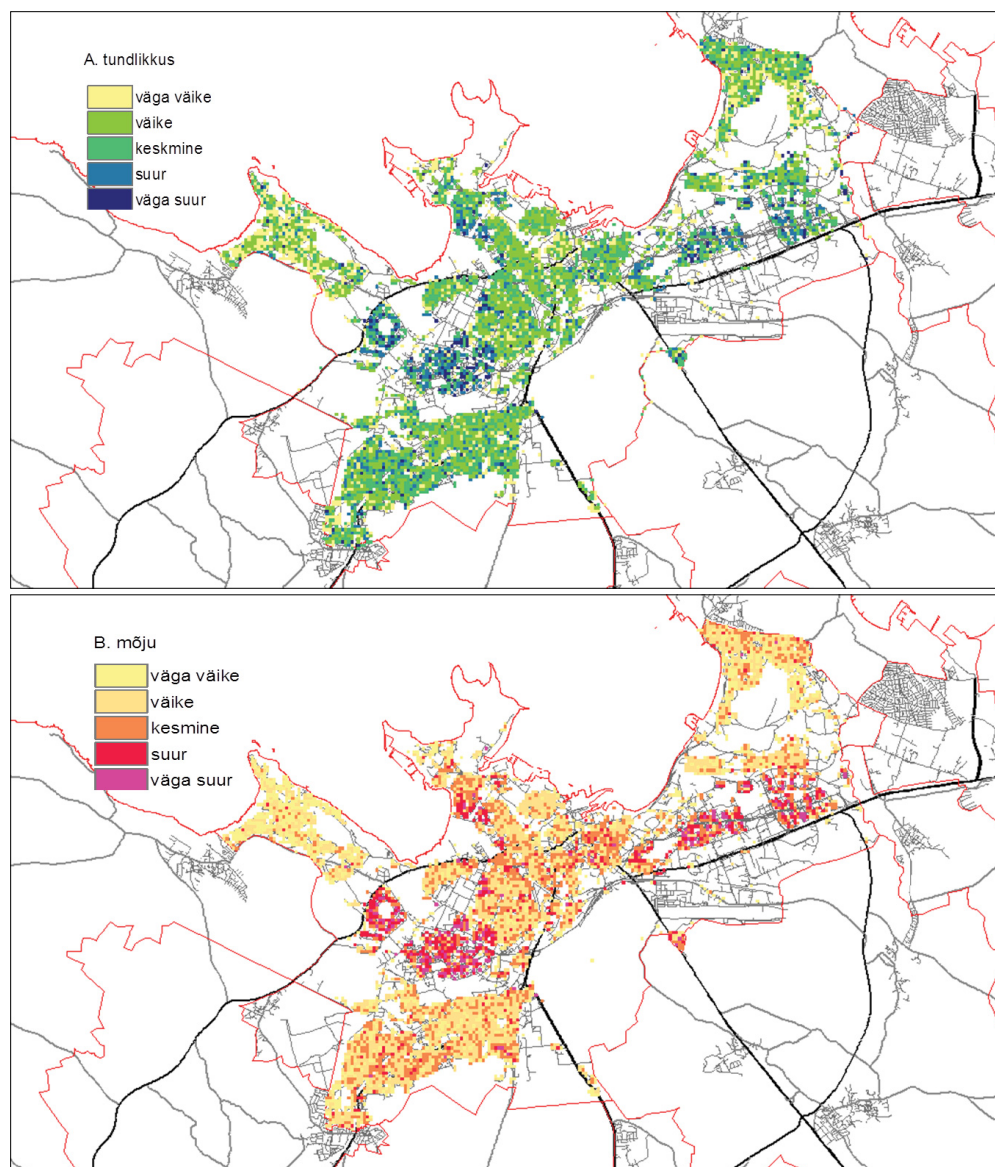 A. tundlikkus
väga väike
väike
keskmine
suur
väga suur
B. mõju
väga väike
väike
kesmine
suur
väga suur